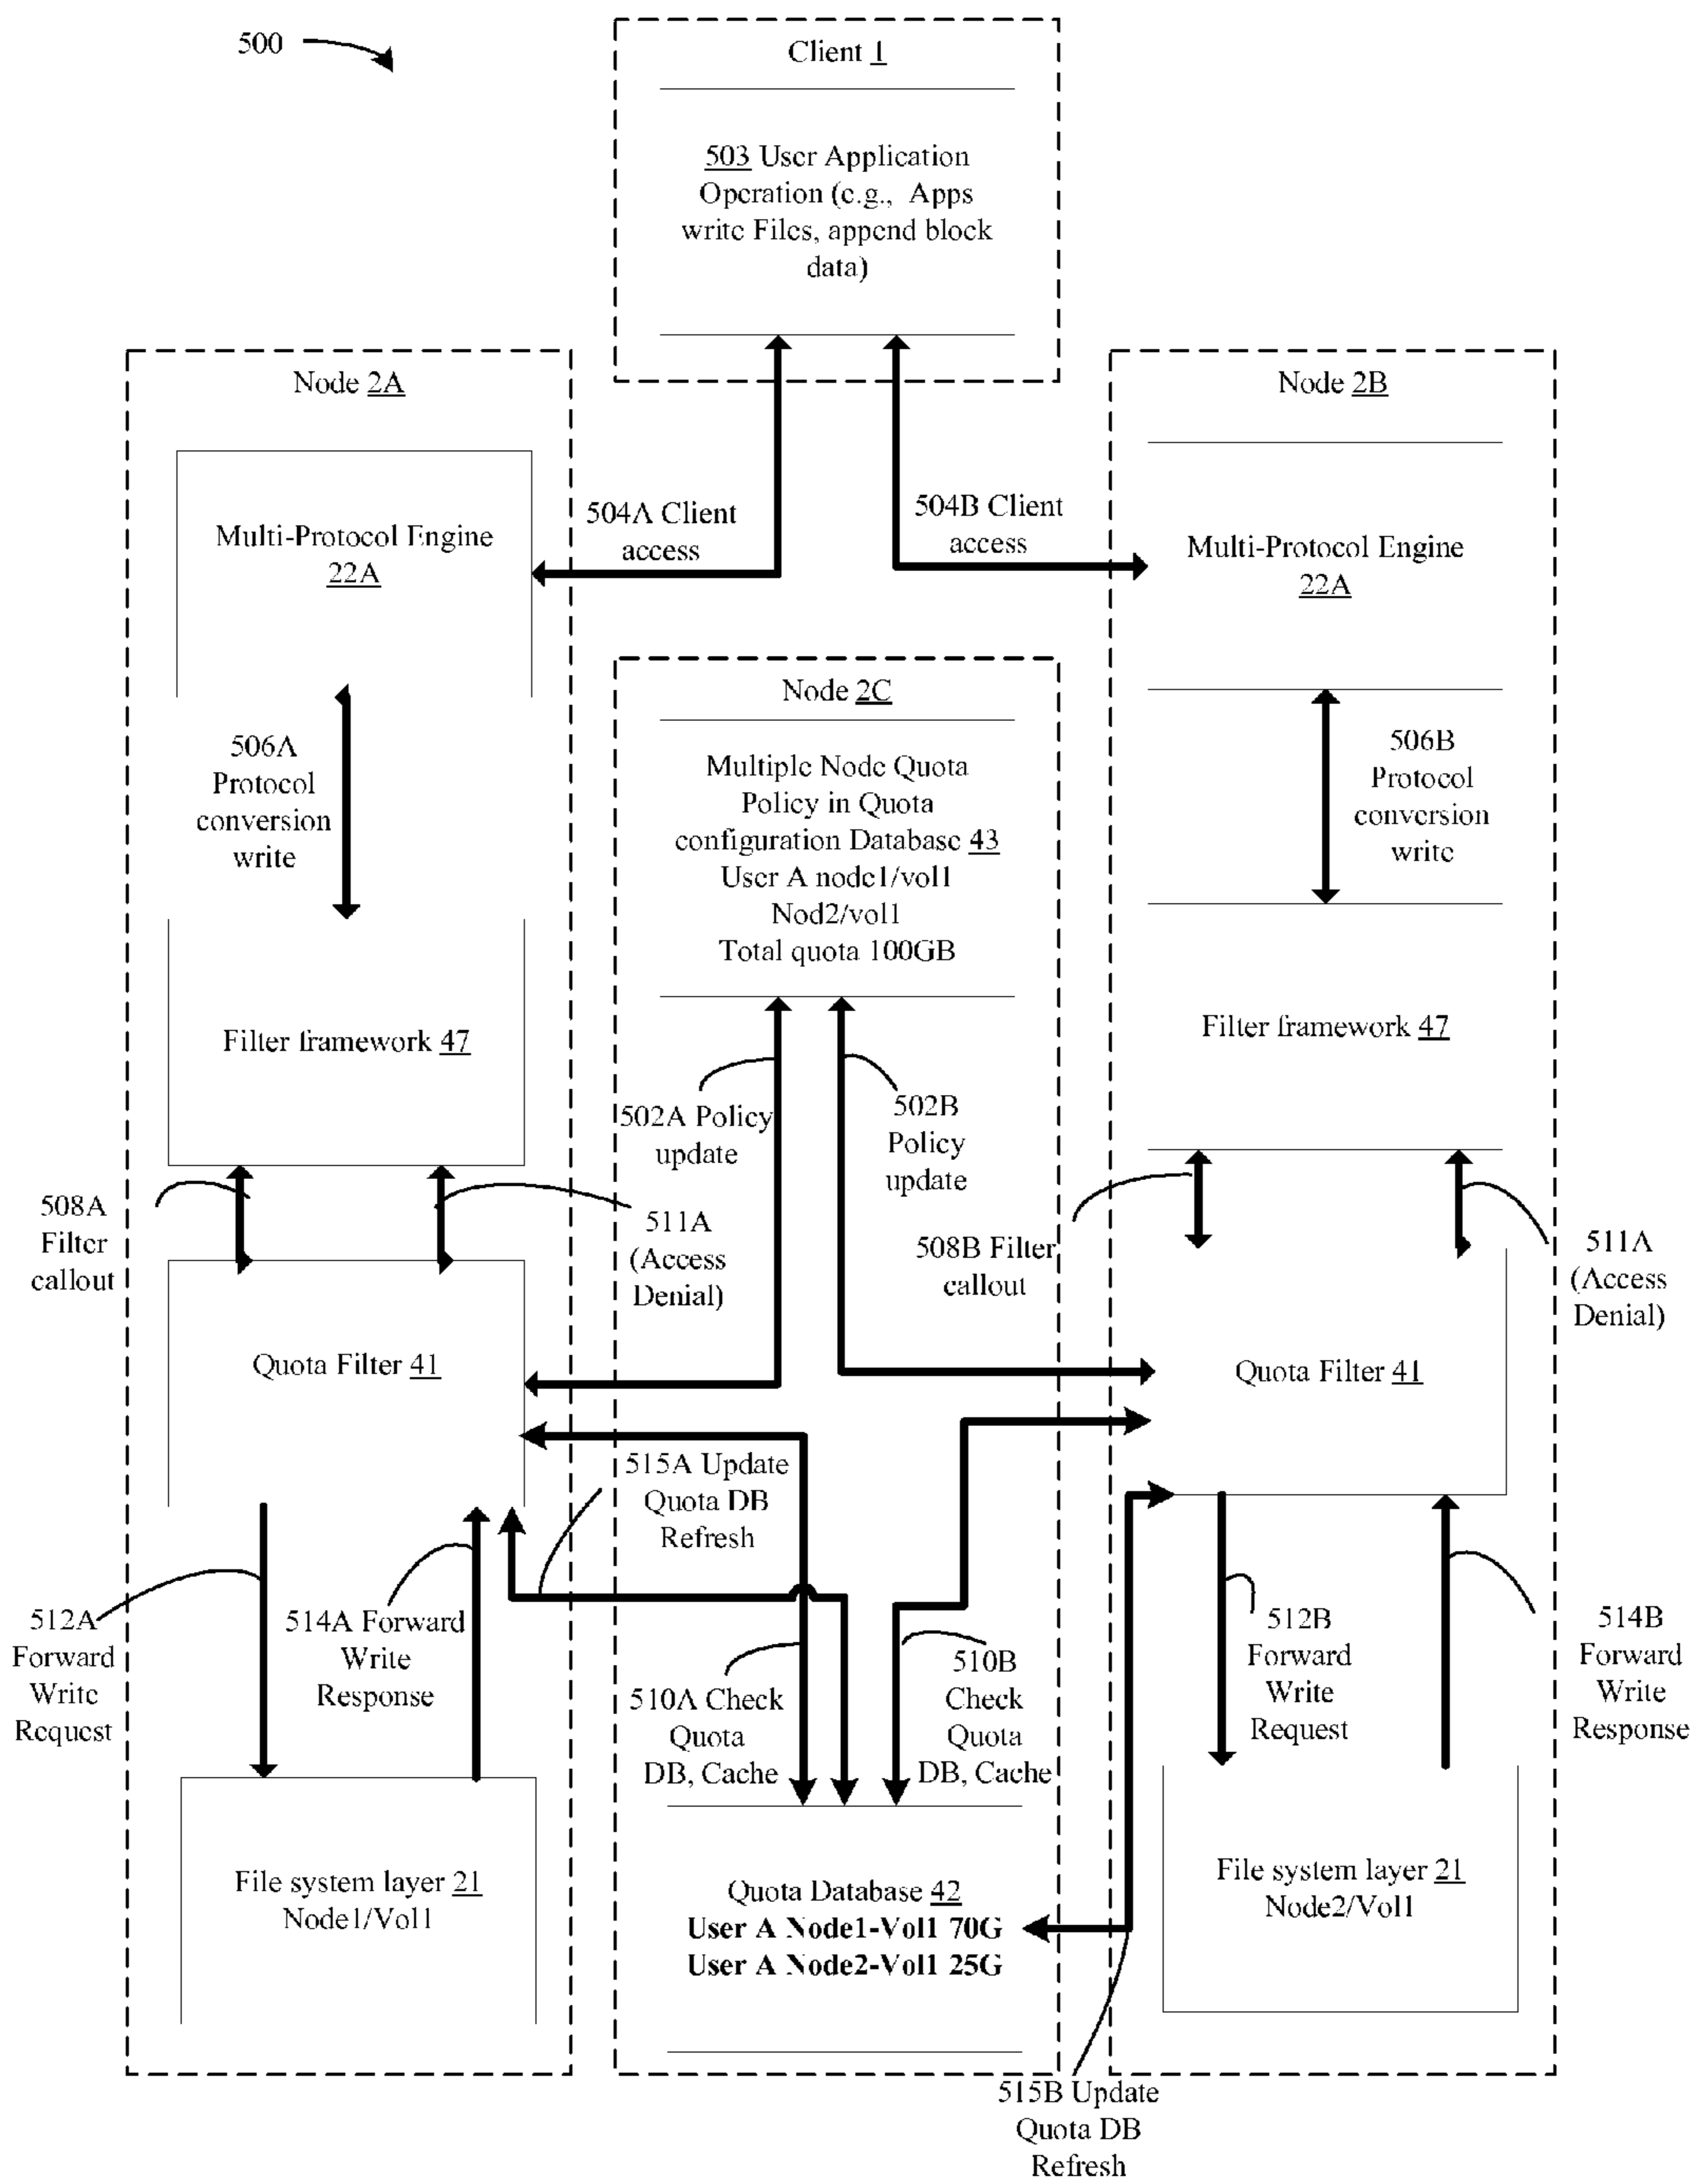 500
Client 1
503 User Application
Operation (e.g., Apps
write Files, append block
data)
Node 2A
Multi-Protocol Engine
22A
504A Client
access
504B Client
access
Node 2B
Multi-Protocol Engine
22A
506A
Protocol
conversion
write
Node 2C
Multiple Node Quota
Policy in Quota
configuration Database 43
User A node1/vol1
Nod2/vol1
Total quota 100GB
506B
Protocol
conversion
write
Filter framework 47
Filter framework 47
502A Policy
update
502B
Policy
update
508A
Filter
callout
511A
(Access
Denial)
508B Filter
callout
511A
(Access
Denial)
Quota Filter 41
Quota Filter 41
515A Update
Quota DB
Refresh
512A
Forward
Write
Request
514A Forward
Write
Response
510A Check
Quota
DB, Cache
510B
Check
Quota
DB, Cache
512B
Forward
Write
Request
514B
Forward
Write
Response
File system layer 21
Node1/Vol1
Quota Database 42
User A Node1-Vol1 70G
User A Node2-Vol1 25G
File system layer 21
Node2/Vol1
515B Update
Quota DB
Refresh